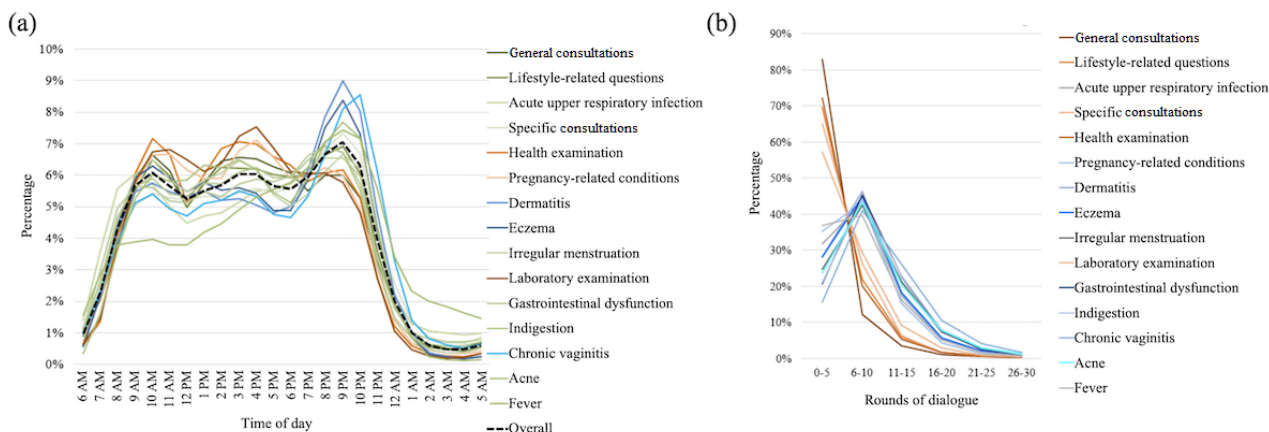 (a)
10%
9%
8%
7%
6%
5%
4%
3%
2%
1%
0%
Percentage
6 AM
7 AM
8 AM
9 AM
10 AM
11 AM
12 PM
1 PM
2 PM
3 PM
4 PM
5 PM
6 PM
7 PM
8 PM
9 PM
10 PM
11 PM
12 AM
1 AM
2 AM
3 AM
4 AM
5 AM
Time of day
General consultations
Lifestyle-related questions
Acute upper respiratory infection
Specific consultations
Health examination
Pregnancy-related conditions
Dermatitis
Eczema
Irregular menstruation
Laboratory examination
Gastrointestinal dysfunction
Indigestion
Chronic vaginitis
Acne
Fever
Overall
(b)
90%
80%
70%
60%
50%
40%
30%
20%
10%
0%
Percentage
0-5
6-10
11-15
16-20
21-25
26-30
Rounds of dialogue
General consultations
Lifestyle-related questions
Acute upper respiratory infection
Specific consultations
Health examination
Pregnancy-related conditions
Dermatitis
Eczema
Irregular menstruation
Laboratory examination
Gastrointestinal dysfunction
Indigestion
Chronic vaginitis
Acne
Fever